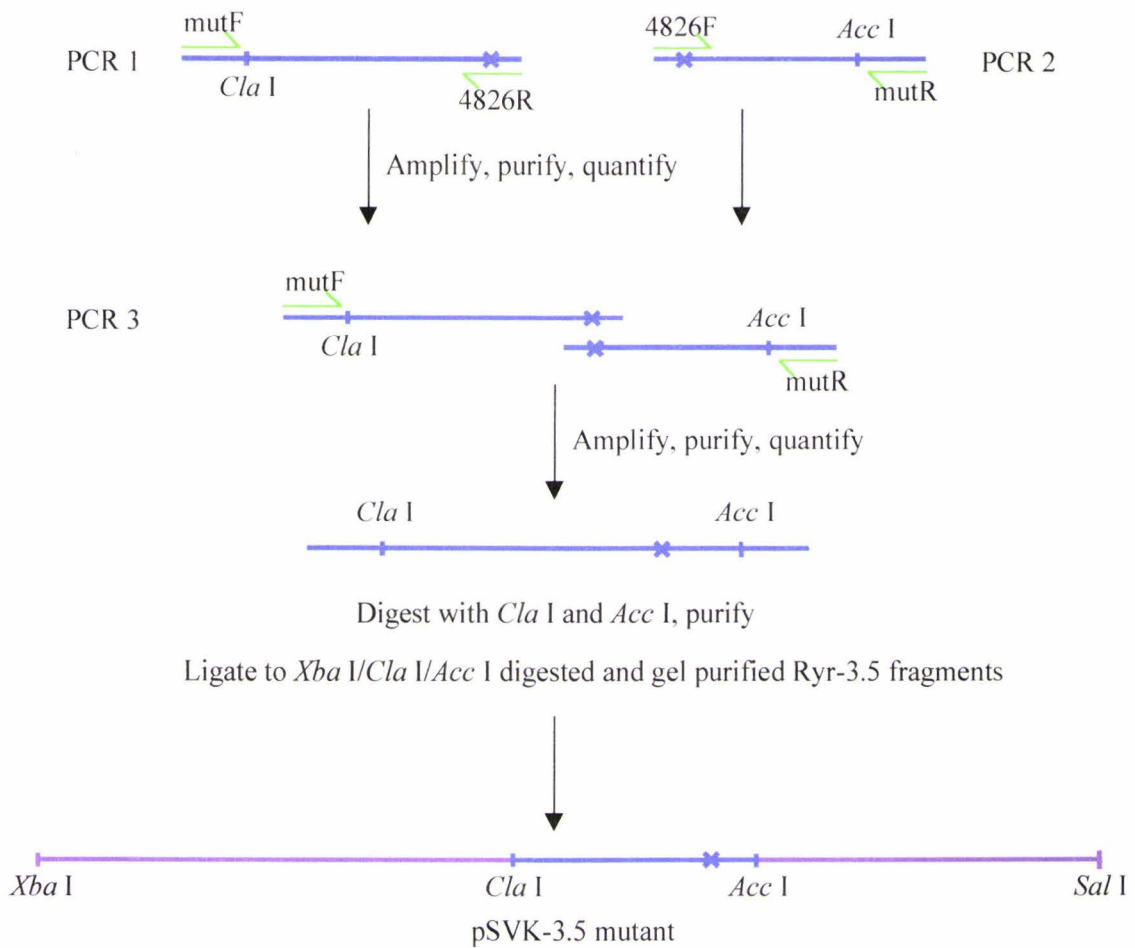 mutF
4826F
Acc I
PCR 1
PCR 2
Cla I
4826R
mutR
Amplify, purify, quantify
mutF
PCR 3
Acc I
Cla I
mutR
Amplify, purify, quantify
Cla I
Acc I
Digest with Cla I and Acc I, purify
Ligate to Xba I/Cla I/Acc I digested and gel purified Ryr-3.5 fragments
Xba I
Cla I
Acc I
Sal I
pSVK-3.5 mutant